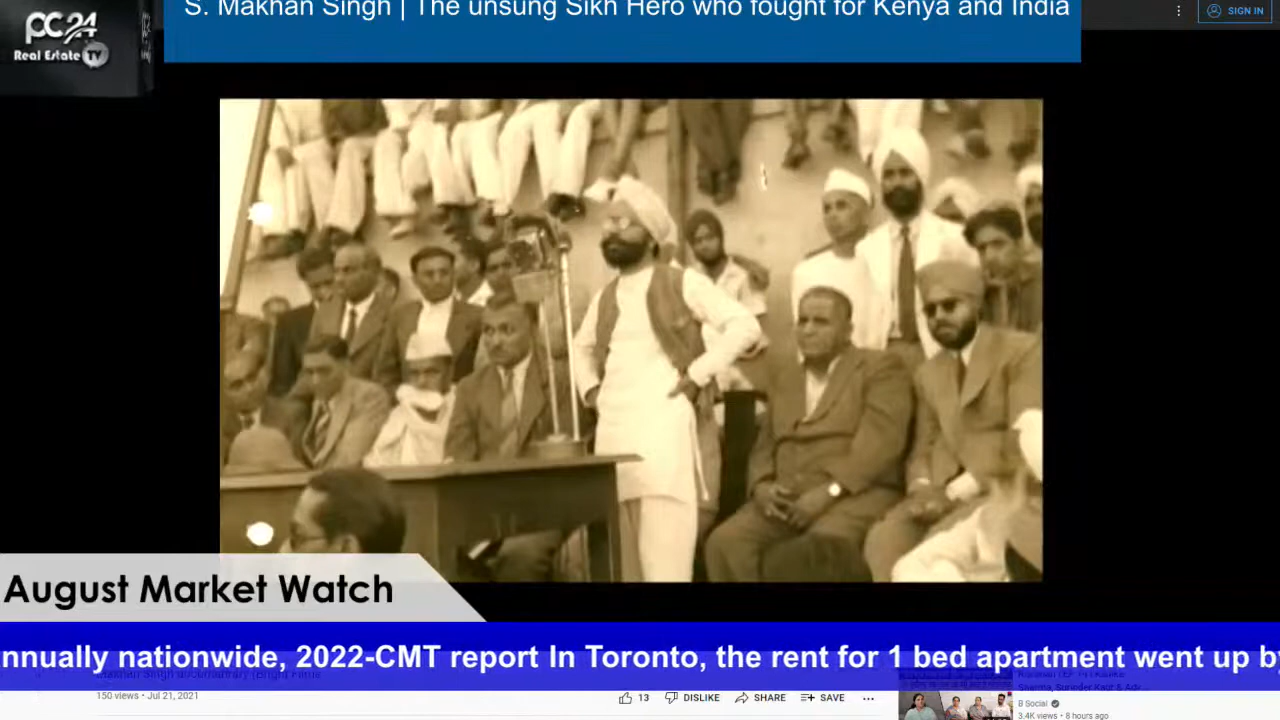 S. Makhan Singh | The unsung Sikh Hero who fought for Kenya and India
SIGN IN
PC24
Real Estate TV
August Market Watch
nnually nationwide, 2022-CMT report In Toronto, the rent for 1 bed apartment went up by
150 views • Jul 21, 2021
13
DISLIKE
SHARE
SAVE
B Social
3.4K views • 8 hours ago